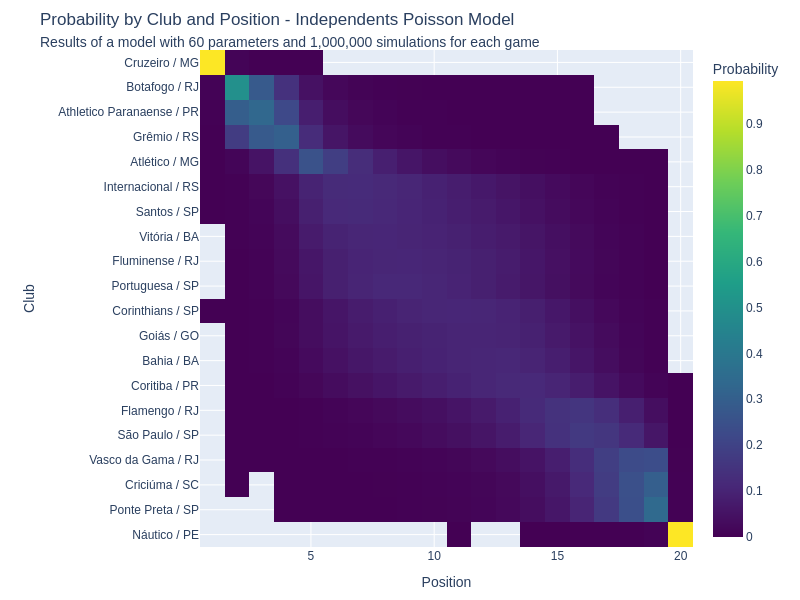 Probability by Club and Position - Independents Poisson Model
Results of a model with 60 parameters and 1,000,000 simulations for each game
Probability
Club
Cruzeiro / MG
Botafogo / RJ
Athletico Paranaense / PR
Grêmio / RS
Atlético / MG
Internacional / RS
Santos / SP
Vitória / BA
Fluminense / RJ
Portuguesa / SP
Corinthians / SP
Goiás / GO
Bahia / BA
Coritiba / PR
Flamengo / RJ
São Paulo / SP
Vasco da Gama / RJ
Criciúma / SC
Ponte Preta / SP
Náutico / PE
0.9
0.8
0.7
0.6
0.5
0.4
0.3
0.2
0.1
0
5 10 15 20
Position